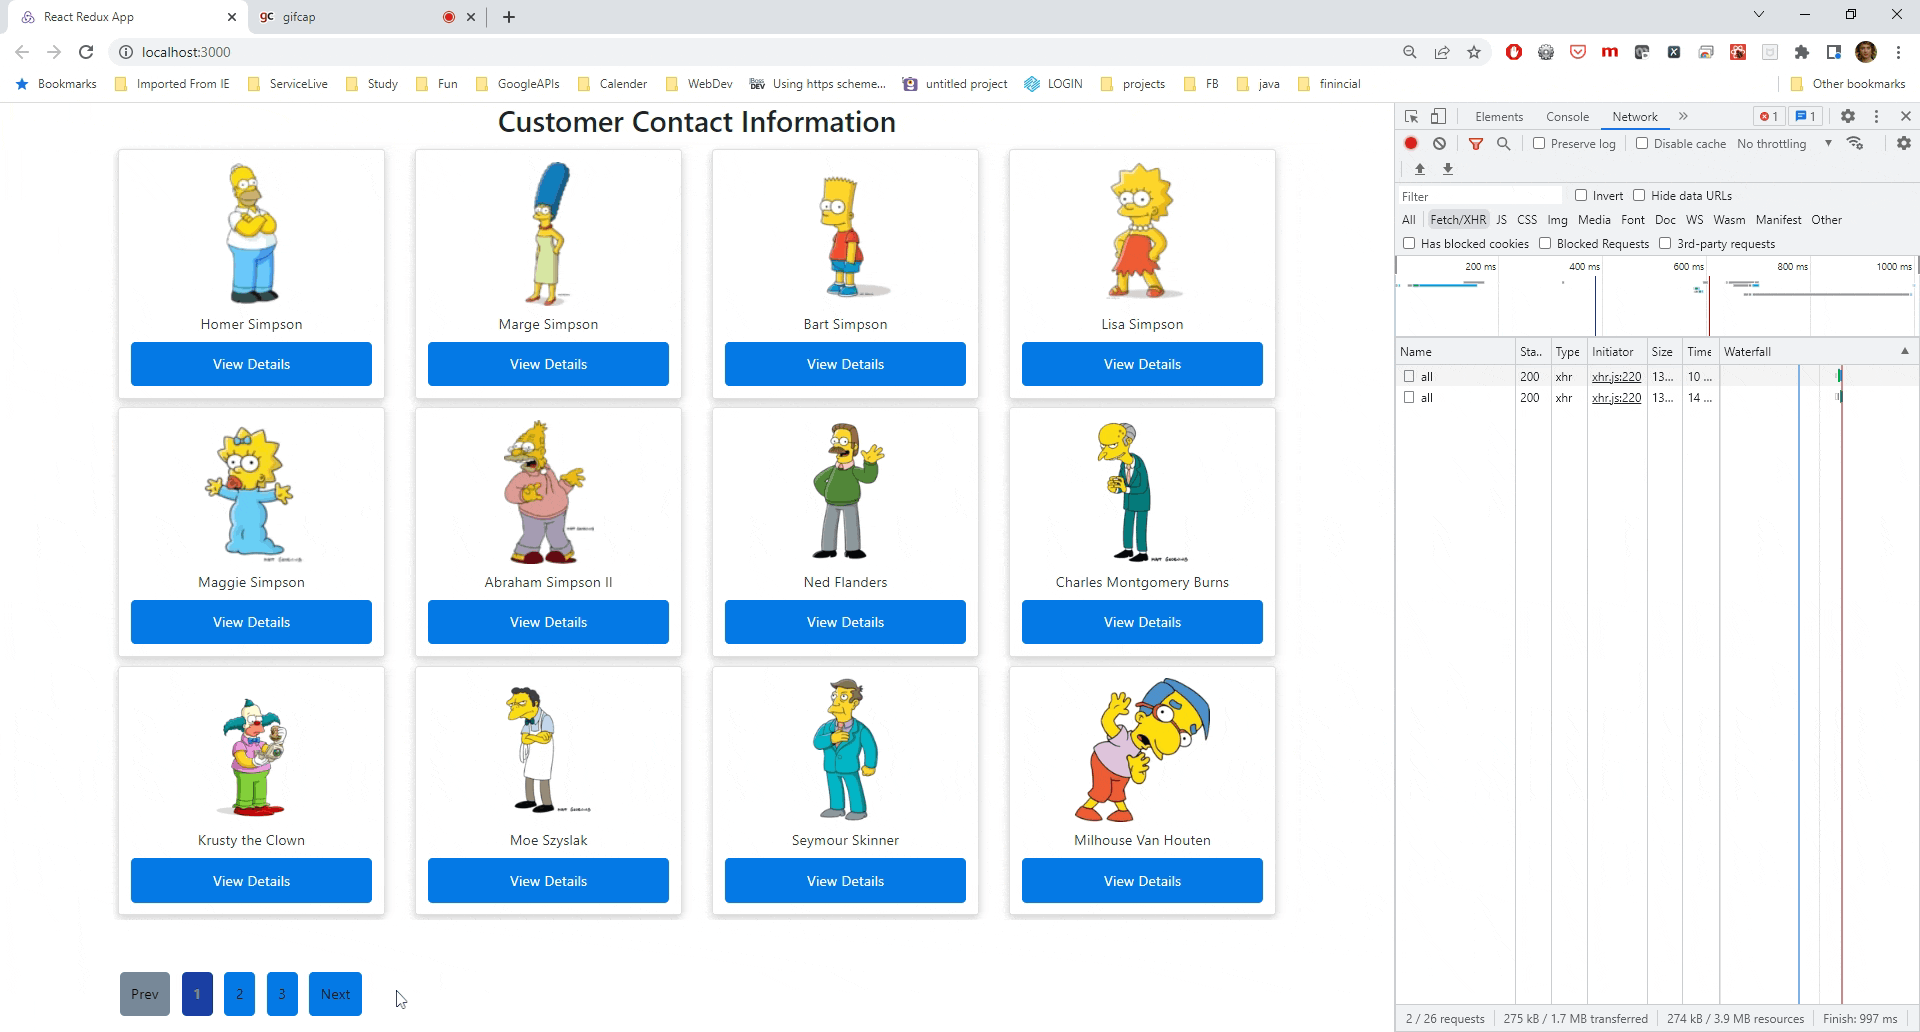 React Redux App
gc gifcap
localhost:3000
Bookmarks Imported From IE ServiceLive Study Fun GoogleAPIs Calender WebDev Using https scheme... untitled project LOGIN projects FB java finincial Other bookmarks
Customer Contact Information
Homer Simpson Marge Simpson Bart Simpson Lisa Simpson
View Details View Details View Details View Details
Maggie Simpson Abraham Simpson II Ned Flanders Charles Montgomery Burns
View Details View Details View Details View Details
Krusty the Clown Moe Szyslak Seymour Skinner Milhouse Van Houten
View Details View Details View Details View Details
Prev 1 2 3 Next
Elements Console Network 1 1
Preserve log Disable cache No throttling
Filter Invert Hide data URLs
All Fetch/XHR JS CSS Img Media Font Doc WS Wasm Manifest Other
Has blocked cookies Blocked Requests 3rd-party requests
200 ms 400 ms 600 ms 800 ms 1000 ms
Name Sta.. Type Initiator Size Time Waterfall
all 200 xhr xhr.js:220 13... 10 ...
all 200 xhr xhr.js:220 13... 14 ...
2 / 26 requests 275 kB / 1.7 MB transferred 274 kB / 3.9 MB resources Finish: 997 ms